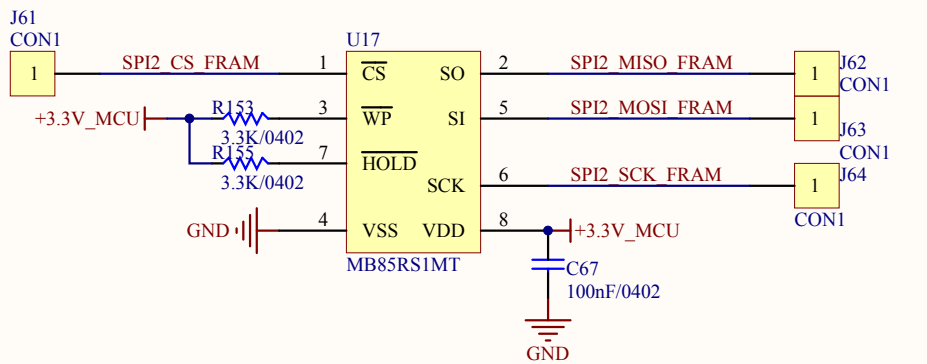 J61
CON1
1
SPI2_CS_FRAM
1
U17
CS
SO
2
SPI2_MISO_FRAM
1
J62
CON1
+3.3V_MCU
R153
3.3K/0402
3
WP
SI
5
SPI2_MOSI_FRAM
1
J63
CON1
R155
3.3K/0402
7
HOLD
SCK
6
SPI2_SCK_FRAM
1
J64
CON1
GND
4
VSS
VDD
8
+3.3V_MCU
MB85RS1MT
C67
100nF/0402
GND